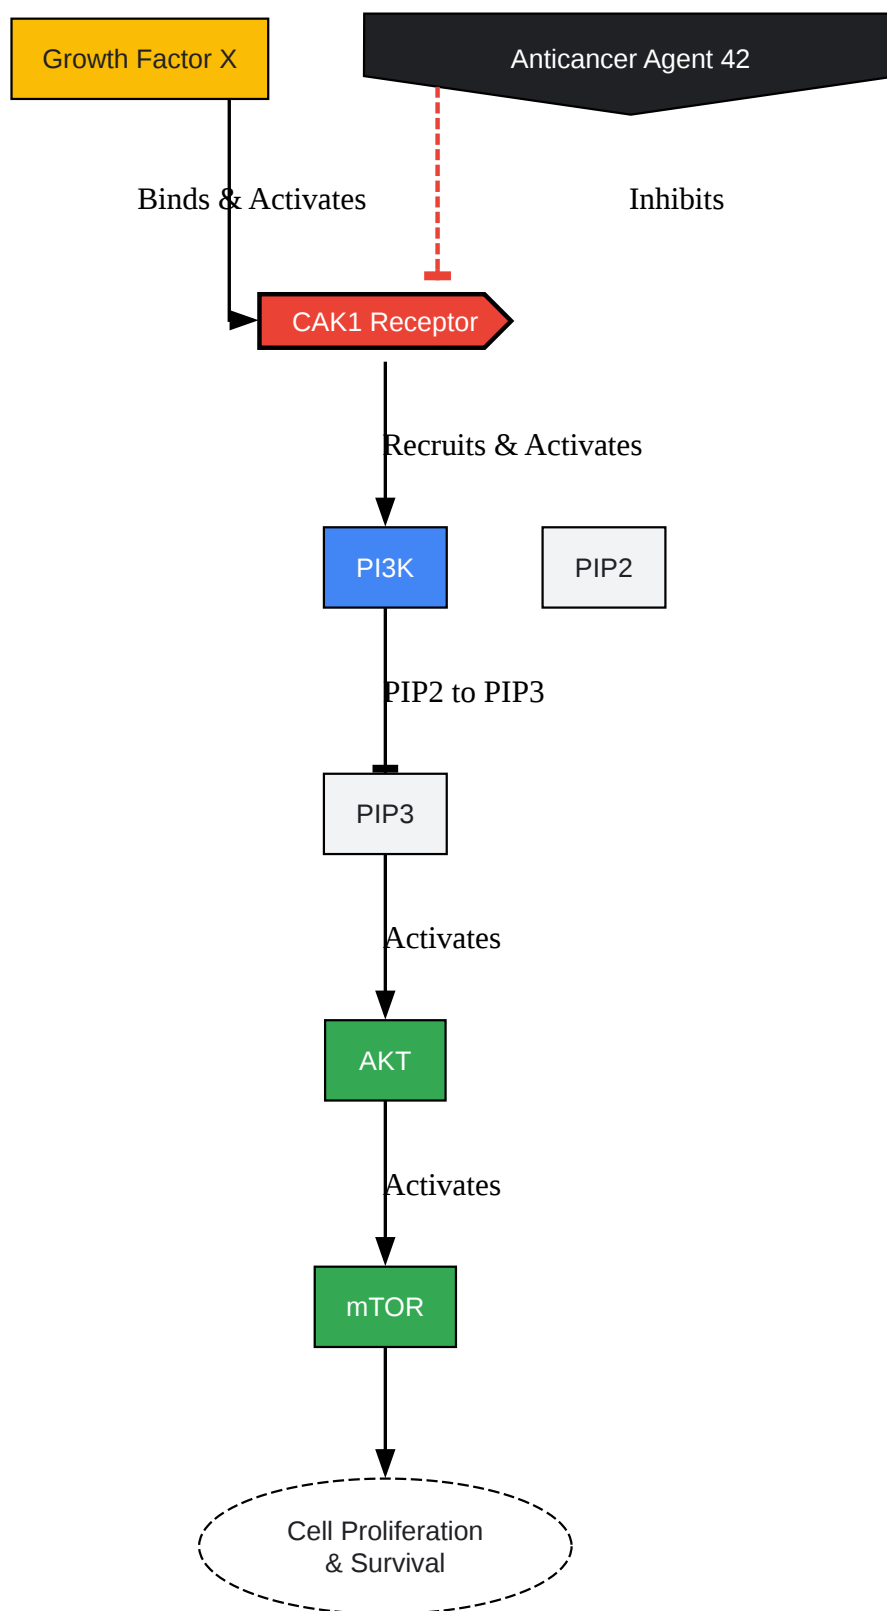 Growth Factor X
Anticancer Agent 42
Binds & Activates
Inhibits
CAK1 Receptor
Recruits & Activates
PI3K
PIP2
PIP2 to PIP3
PIP3
Activates
AKT
Activates
mTOR
Cell Proliferation
& Survival